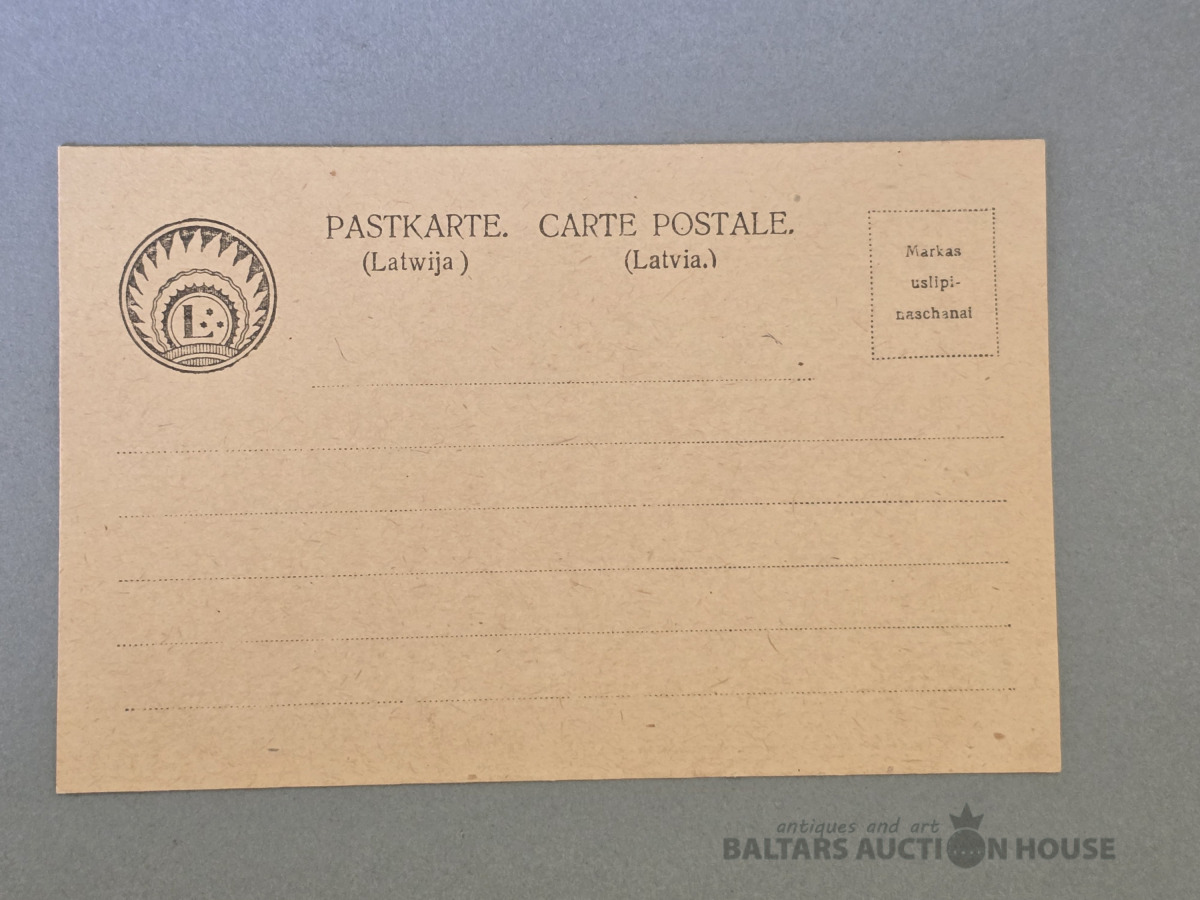 PASTKARTE. CARTE POSTALE.
(Latwija) (Latvia.)
L
Markas
uslipi-
naschanai
antiques and art
BALTARS AUCTION HOUSE